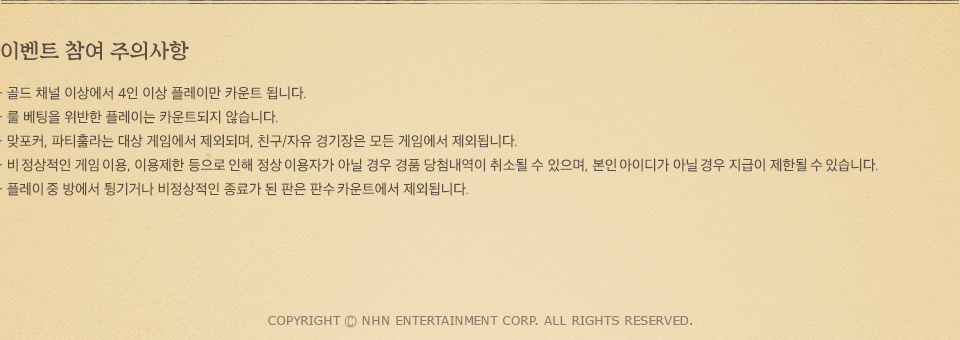 이벤트 참여 주의사항
- 골드 채널 이상에서 4인 이상 플레이만 카운트 됩니다.
- 룰 베팅을 위반한 플레이는 카운트되지 않습니다.
- 맞포커, 파티훌라는 대상 게임에서 제외되며, 친구/자유 경기장은 모든 게임에서 제외됩니다.
- 비정상적인 게임이용, 이용제한 등으로 인해 정상이용자가 아닐 경우 경품 당첨내역이 취소될 수 있으며, 본인아이디가 아닐경우 지급이 제한될 수 있습니다.
- 플레이중 방에서 튕기거나 비정상적인 종료가 된 판은 판수카운트에서 제외됩니다.
COPYRIGHT © NHN ENTERTAINMENT CORP. ALL RIGHTS RESERVED.